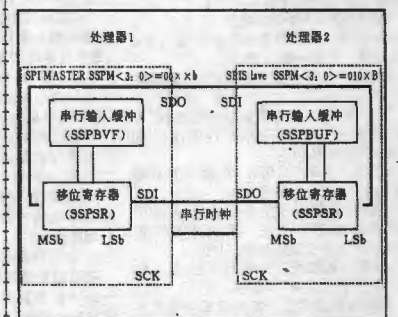 处理器1 处理器2
SPI MASTER SSPM<3:0>=00××b SPIS lave SSPM<3:0>=010×B
SDO SDI
串行输入缓冲 串行输入缓冲
(SSPBVF) (SSPBUF)
移位寄存器 SDI SDO 移位寄存器
(SSPSR) 串行时钟 (SSPSR)
MSb LSb MSb LSb
SCK SCK